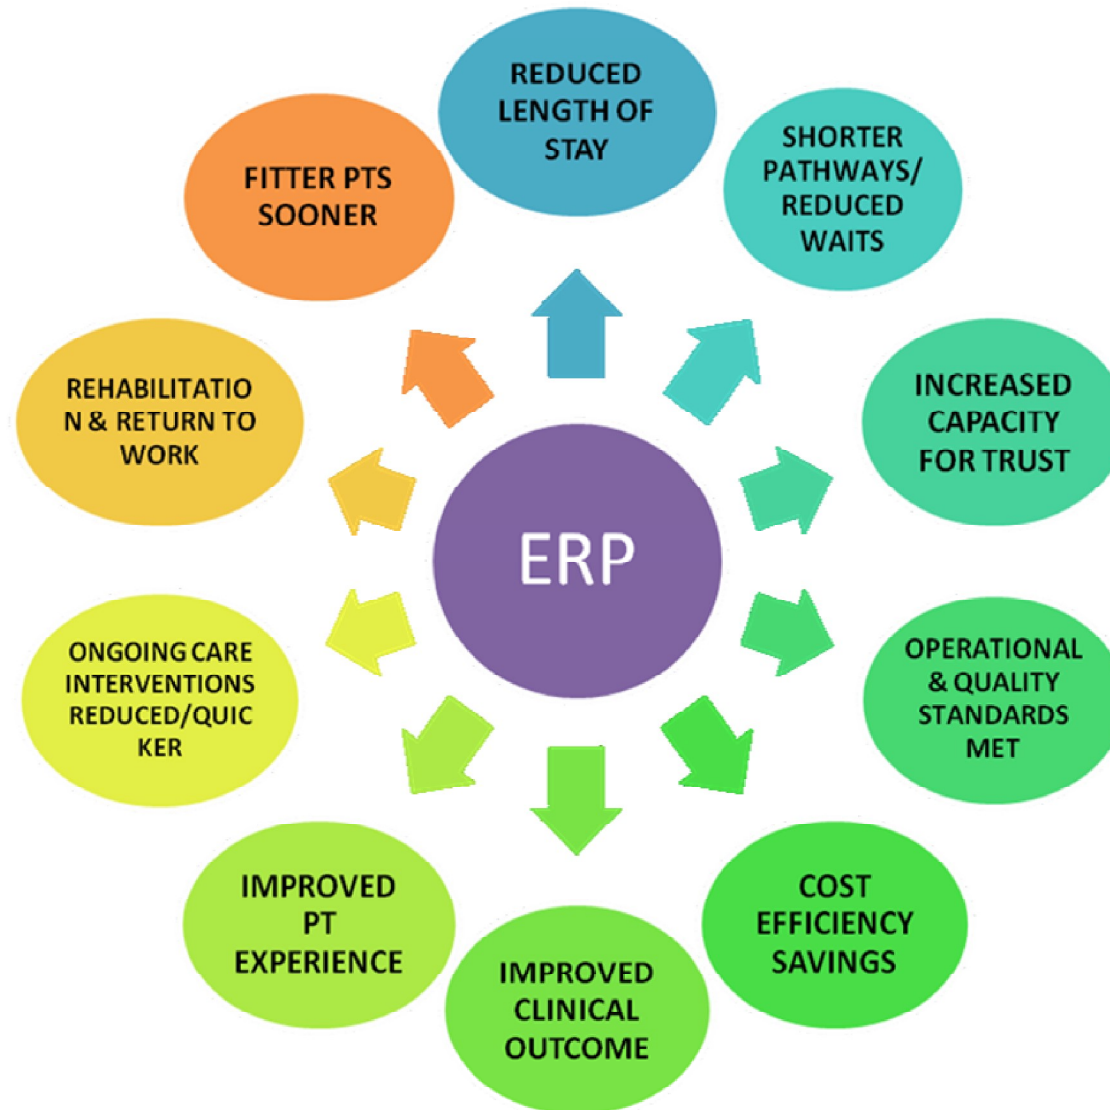 REDUCED
LENGTH OF
STAY
SHORTER
PATHWAYS/
REDUCED
WAITS
INCREASED
CAPACITY
FOR TRUST
OPERATIONAL
& QUALITY
STANDARDS
MET
COST
EFFICIENCY
SAVINGS
IMPROVED
CLINICAL
OUTCOME
IMPROVED
PT
EXPERIENCE
ONGOING CARE
INTERVENTIONS
REDUCED/QUIC
KER
REHABILITATIO
N & RETURN TO
WORK
FITTER PTS
SOONER
ERP